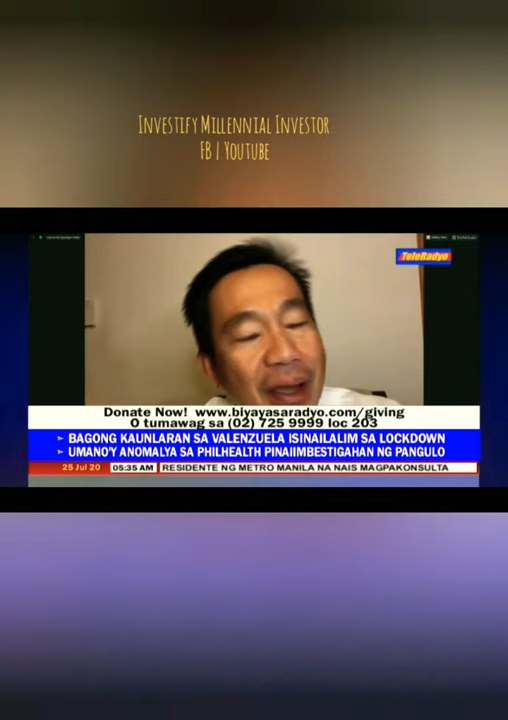 Investify Millennial Investor
FB | Youtube
TeleRadyo
Donate Now! www.biyayasaradyo.com/giving
O tumawag sa (02) 725 9999 loc 203
➢ BAGONG KAUNLARAN SA VALENZUELA ISINAILALIM SA LOCKDOWN
➢ UMANO'Y ANOMALYA SA PHILHEALTH PINAIIMBESTIGAHAN NG PANGULO
25 Jul 20 05:35 AM RESIDENTE NG METRO MANILA NA NAIS MAGPAKONSULTA